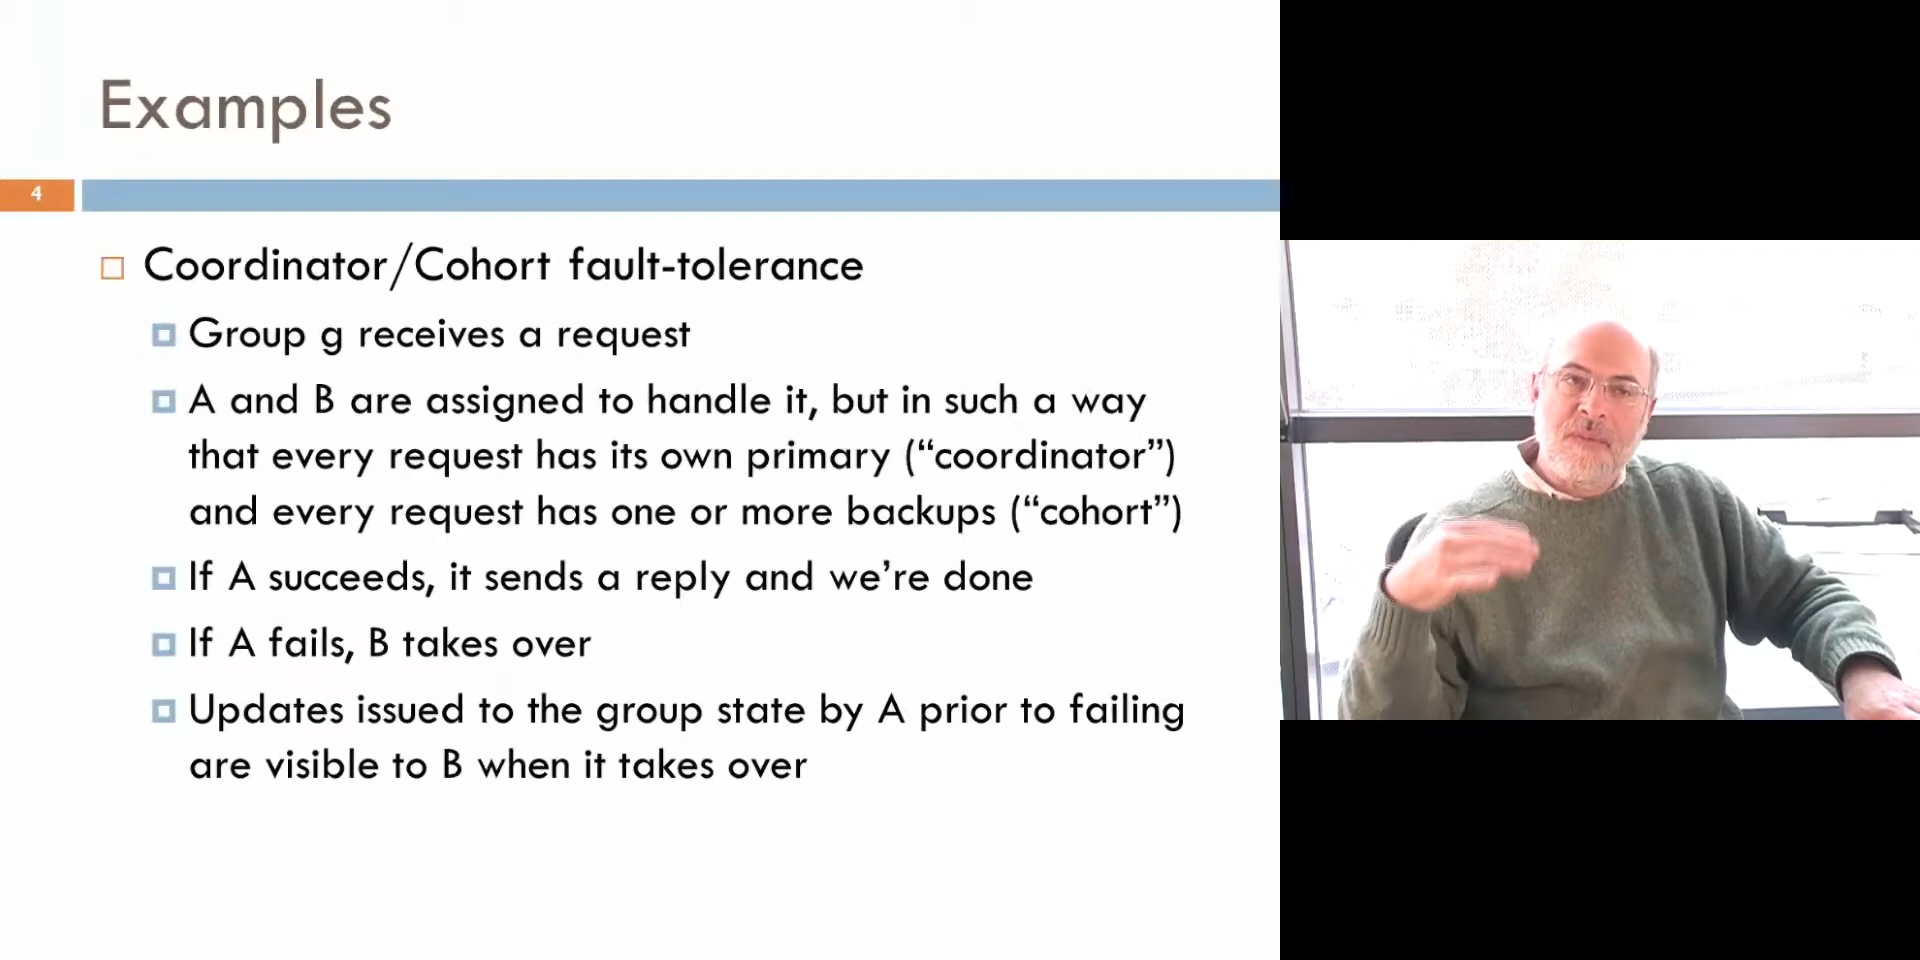 Examples
4
Coordinator/Cohort fault-tolerance
Group g receives a request
A and B are assigned to handle it, but in such a way
that every request has its own primary (“coordinator”)
and every request has one or more backups (“cohort”)
If A succeeds, it sends a reply and we’re done
If A fails, B takes over
Updates issued to the group state by A prior to failing
are visible to B when it takes over